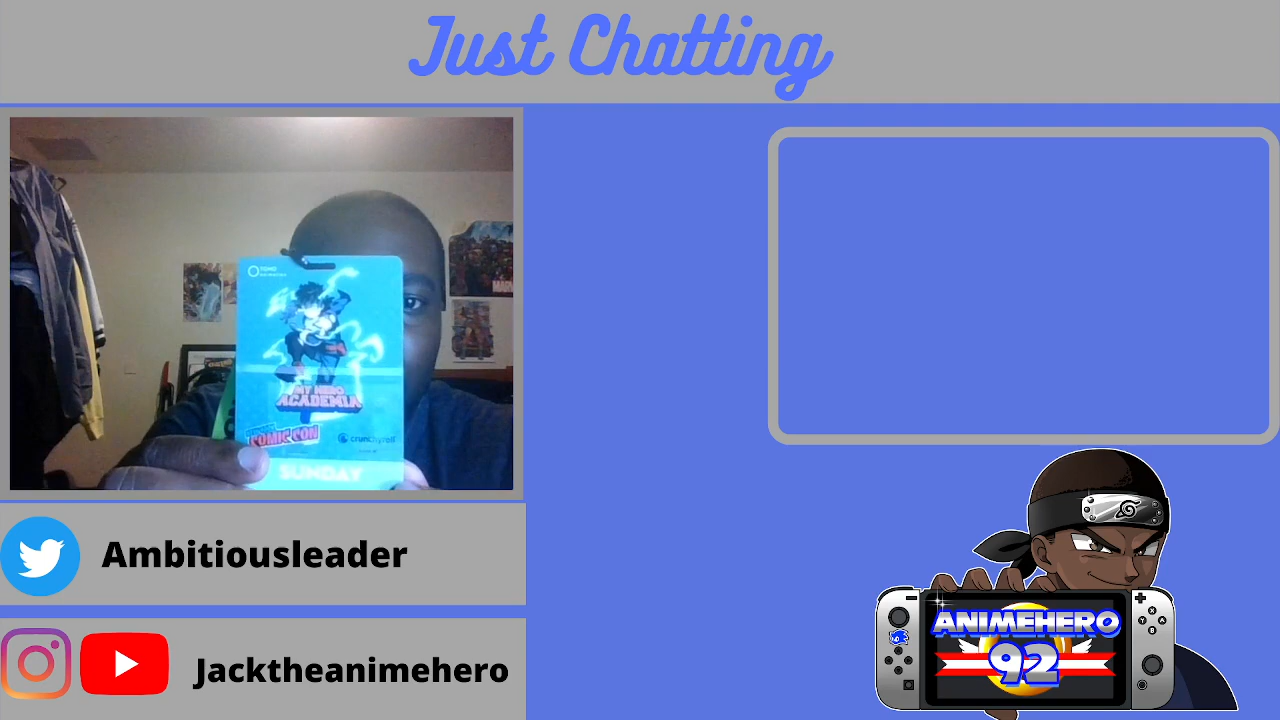 Just Chatting
MY HERO
ACADEMIA
COMIC CON
crunchyroll
SUNDAY
Ambitiousleader
Jacktheanimehero
ANIMEHERO
92